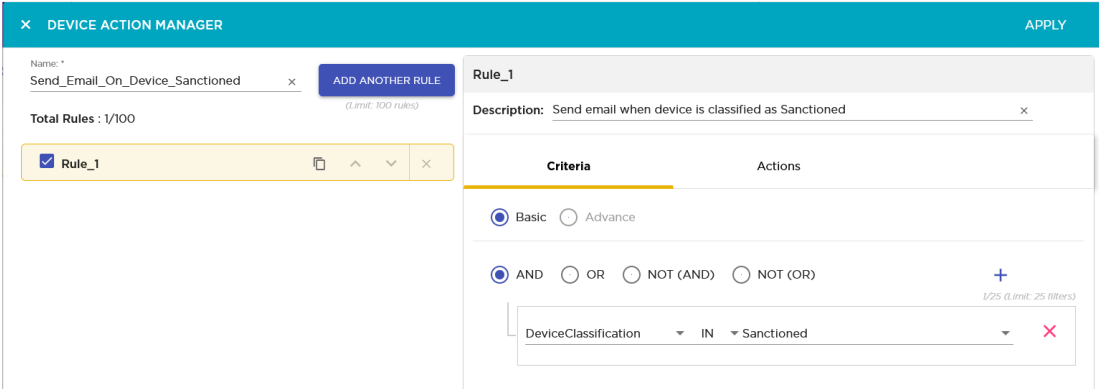 DEVICE ACTION MANAGER
APPLY
Name: *
Send_Email_On_Device_Sanctioned
ADD ANOTHER RULE
(Limit: 100 rules)
Total Rules : 1/100
Rule_1
Rule_1
Description: Send email when device is classified as Sanctioned
Criteria
Actions
Basic
Advance
AND
OR
NOT (AND)
NOT (OR)
1/25 (Limit: 25 filters)
DeviceClassification
IN
Sanctioned